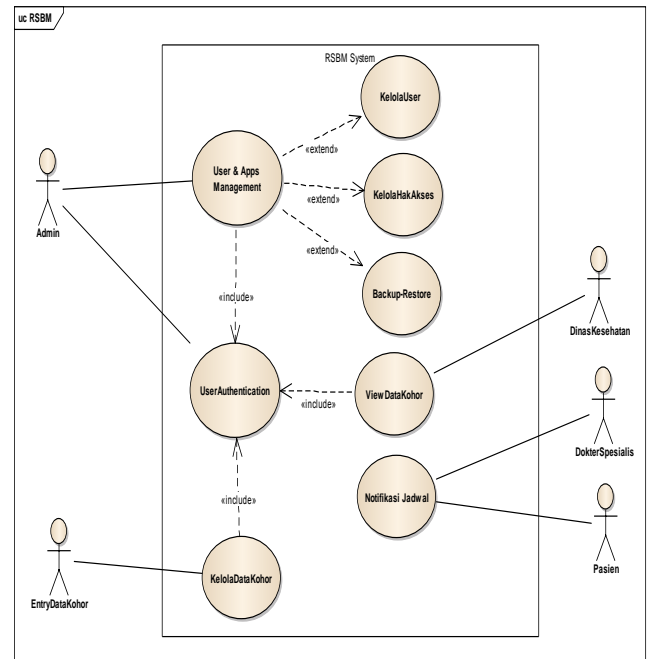 uc RSBM
RSBM System
KelolaUser
«extend»
User & Apps
Management
KelolaHakAkses
«extend»
Admin
«extend»
Backup-Restore
«include»
DinasKesehatan
UserAuthentication
ViewDataKohor
«include»
DokterSpesialis
Notifikasi Jadwal
«include»
Pasien
KelolaDataKohor
EntryDataKohor